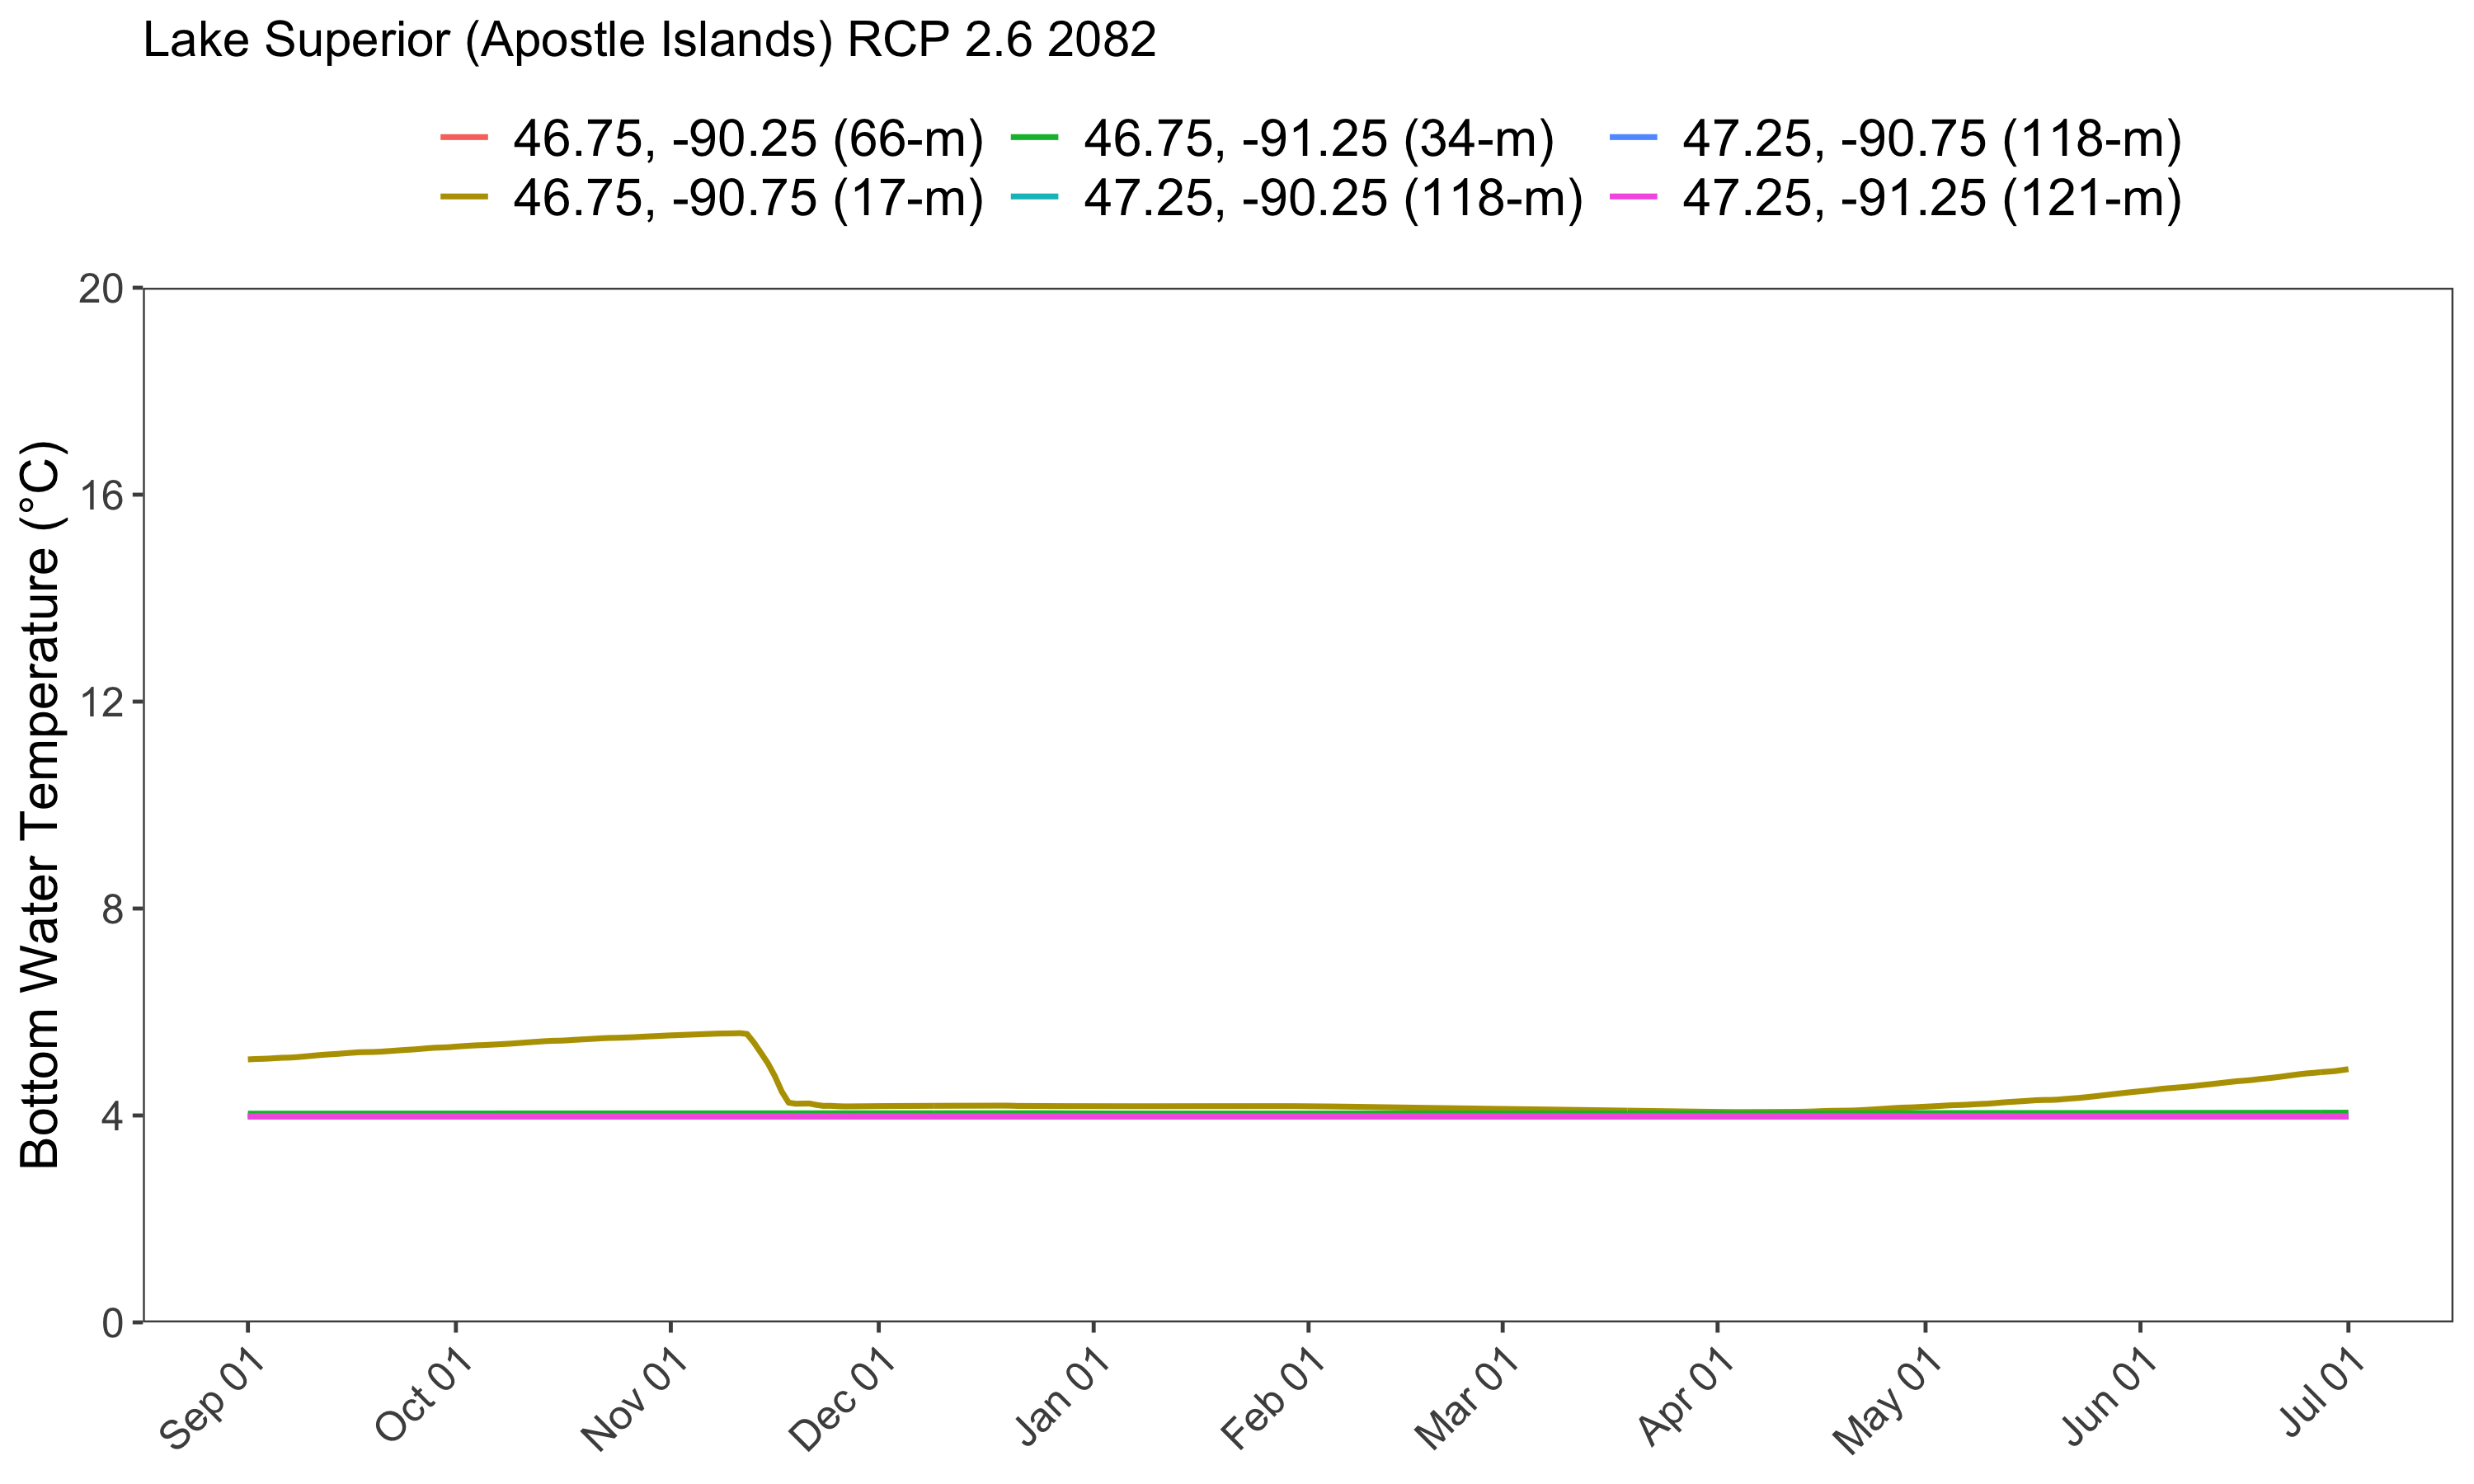 Lake Superior (Apostle Islands) RCP 2.6 2082
46.75, -90.25 (66-m) 46.75, -91.25 (34-m) 47.25, -90.75 (118-m)
46.75, -90.75 (17-m) 47.25, -90.25 (118-m) 47.25, -91.25 (121-m)
Bottom Water Temperature (°C)
20
16
12
8
4
0
Sep 01 Oct 01 Nov 01 Dec 01 Jan 01 Feb 01 Mar 01 Apr 01 May 01 Jun 01 Jul 01